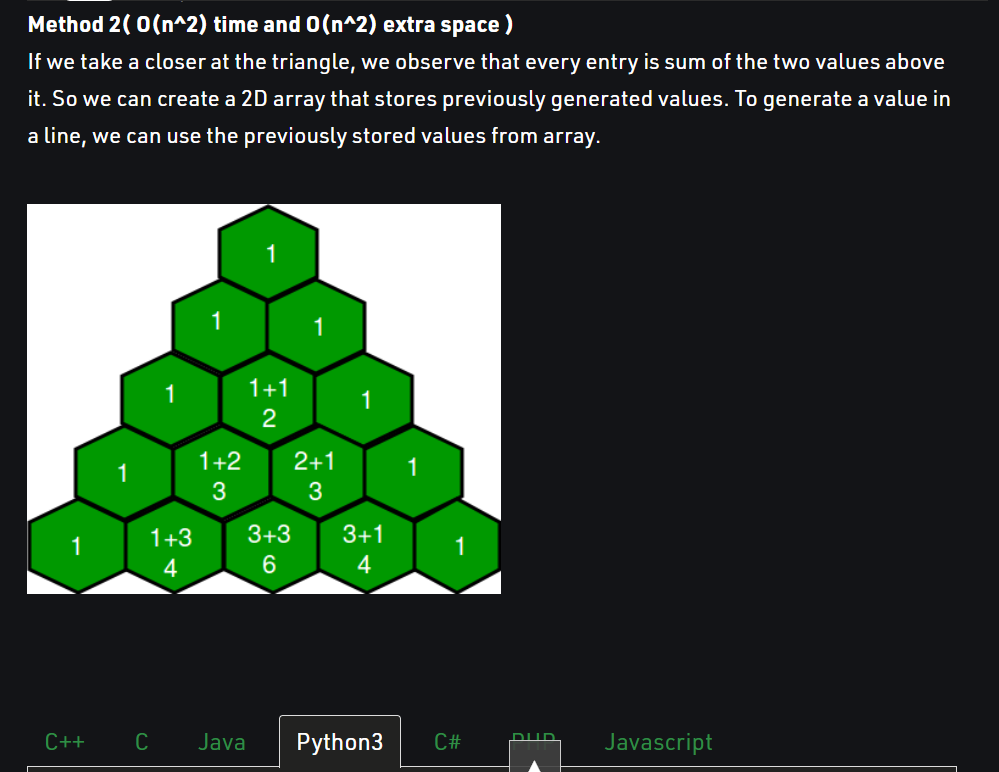 Method 2( O(n^2) time and O(n^2) extra space )
If we take a closer at the triangle, we observe that every entry is sum of the two values above
it. So we can create a 2D array that stores previously generated values. To generate a value in
a line, we can use the previously stored values from array.
1
1 1
1 1+1 1
2
1 1+2 2+1 1
3 3
1 1+3 3+3 3+1 1
4 6 4
C++ C Java Python3 C# PHP Javascript